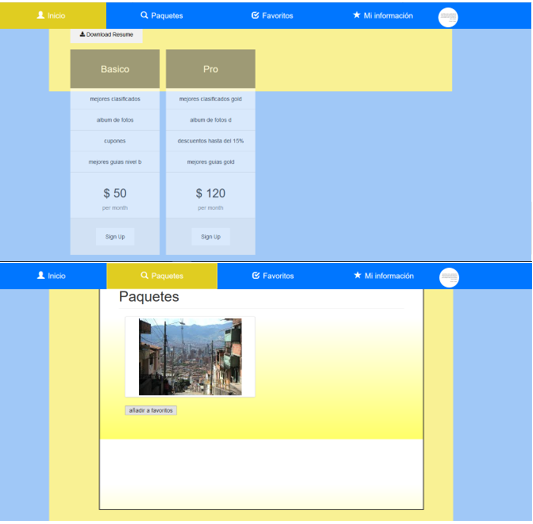 Inicio
Paquetes
Favoritos
Mi información
Download Resume
Basico
Pro
mejores clasificados
mejores clasificados gold
album de fotos
album de fotos d
cupones
descuentos hasta del 15%
mejores guias nivel b
mejores guias gold
$ 50
$ 120
per month
per month
Sign Up
Sign Up
Inicio
Paquetes
Favoritos
Mi información
Paquetes
añadir a favoritos